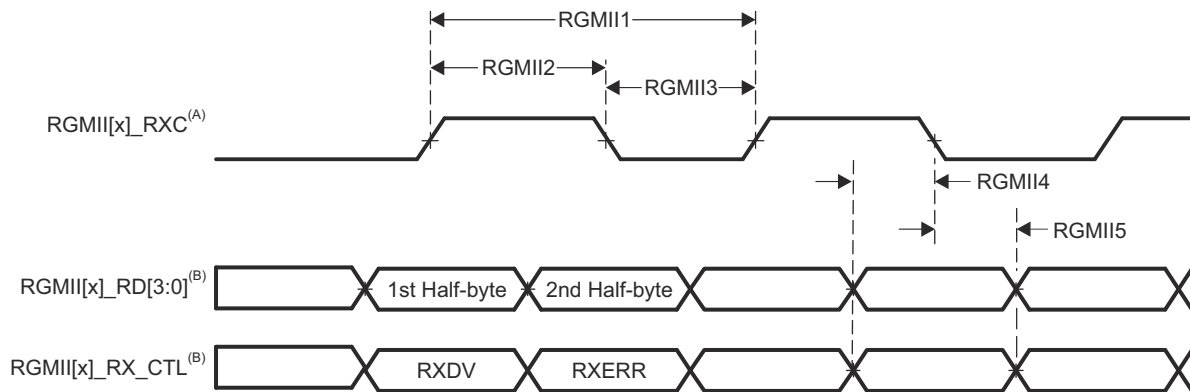 RGMII1
RGMII2
RGMII3
RGMII[x]_RXC(A)
RGMII4
RGMII5
RGMII[x]_RD[3:0](B) 1st Half-byte 2nd Half-byte
RGMII[x]_RX_CTL(B) RXDV RXERR